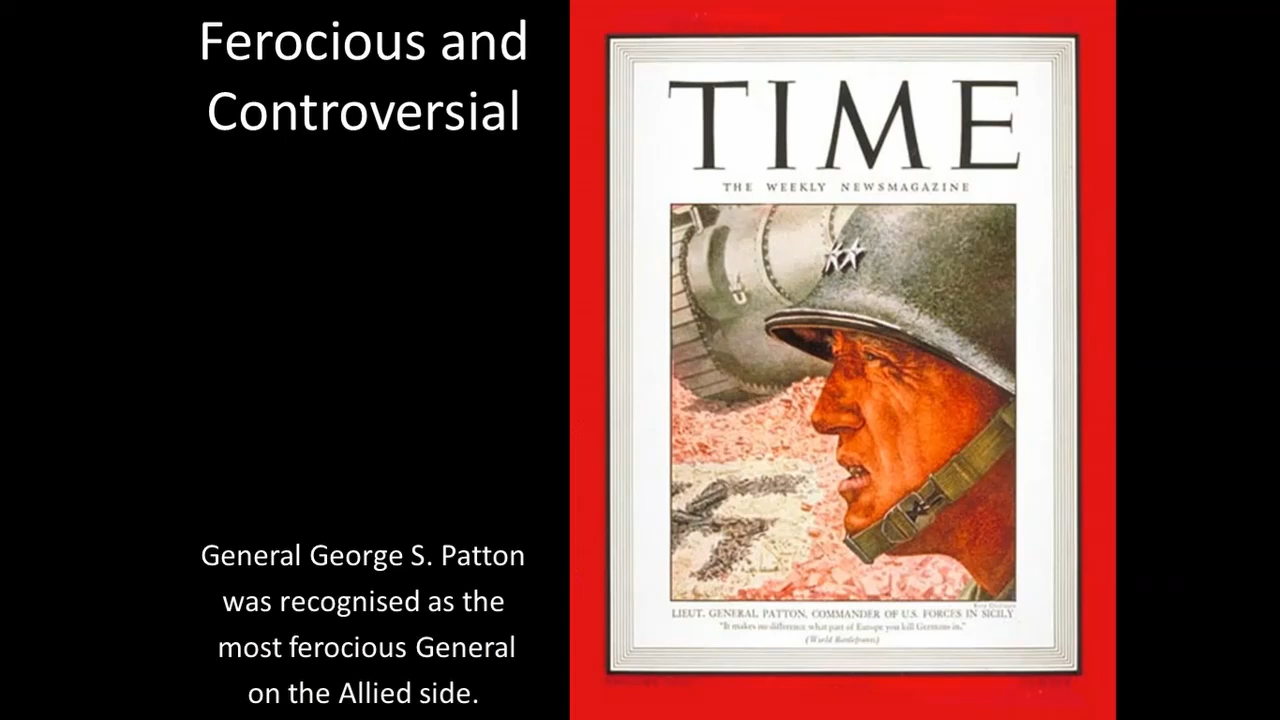 Ferocious and
Controversial
General George S. Patton
was recognised as the
most ferocious General
on the Allied side.
TIME
THE WEEKLY NEWSMAGAZINE
LIEUT. GENERAL PATTON, COMMANDER OF U.S. FORCES IN SICILY
"It makes no difference what part of Europe you kill Germans in."
(World Battlefronts)